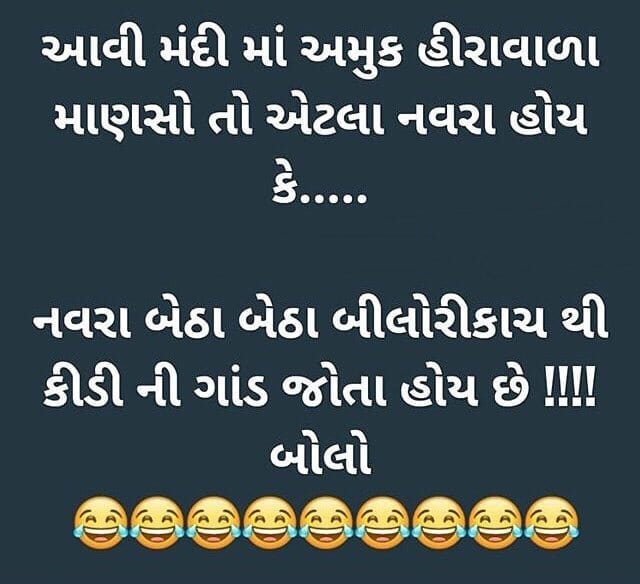 આવી મંદી માં અમુક હીરાવાળા
માણસો તો એટલા નવરા હોય
કે.....
નવરા બેઠા બેઠા બીલોરીકાચ થી
કીડી ની ગાંડ જોતા હોય છે !!!!
બોલો
😂😂😂😂😂😂😂😂😂